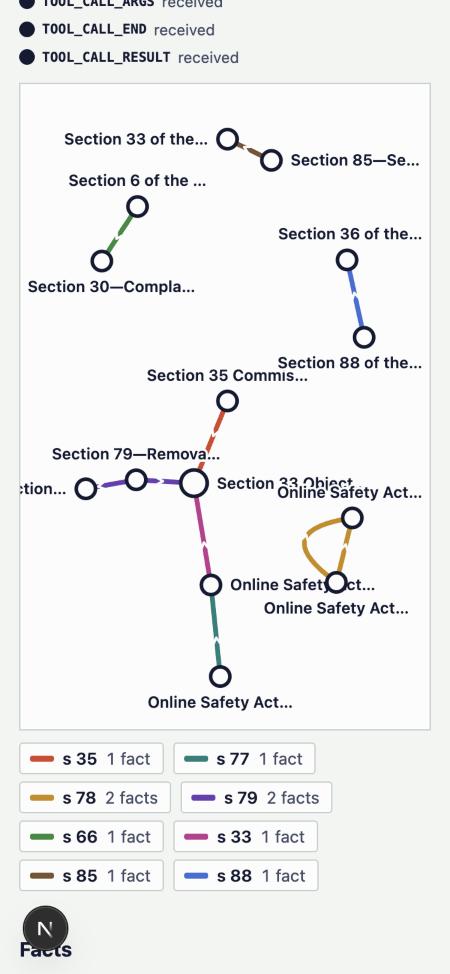 TOOL_CALL_ARGS received
TOOL_CALL_END received
TOOL_CALL_RESULT received
Section 33 of the...
Section 85—Se...
Section 6 of the ...
Section 36 of the...
Section 30—Compla...
Section 88 of the...
Section 35 Commis...
Section 79—Remova...
ction...
Section 33 Object
Online Safety Act...
Online Safety Act...
Online Safety Act...
Online Safety Act...
s 35 1 fact
s 77 1 fact
s 78 2 facts
s 79 2 facts
s 66 1 fact
s 33 1 fact
s 85 1 fact
s 88 1 fact
N
Facts